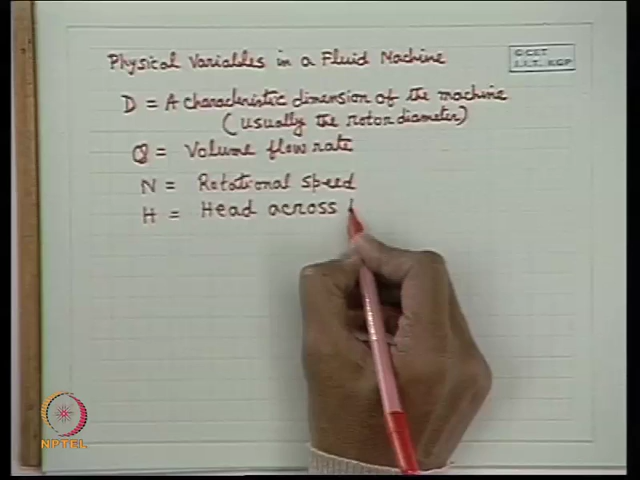 Physical Variables in a Fluid Machine
© CET
I.I.T. KGP
D = A characteristic dimension of the machine
(usually the rotor diameter)
Q = Volume flow rate
N = Rotational speed
H = Head across
NPTEL